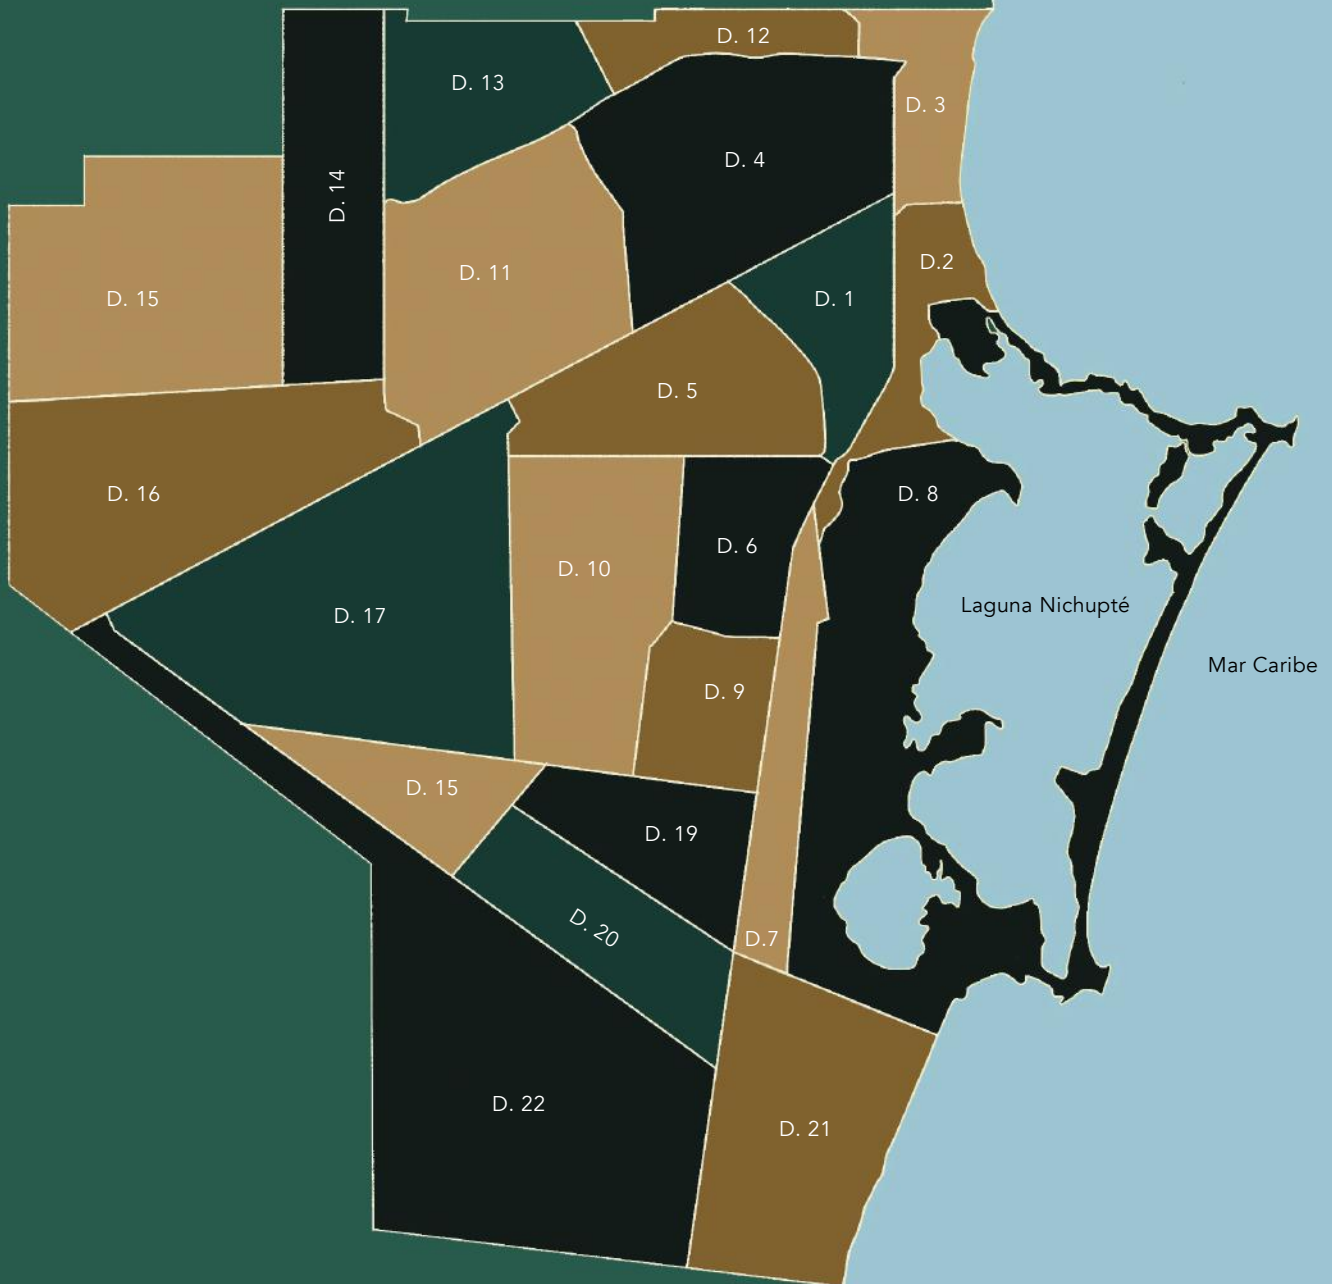 D. 12
D. 13
D. 3
D. 4
D. 14
D.2
D. 11
D. 15
D. 1
D. 5
D. 16
D. 8
D. 6
D. 10
Laguna Nichupté
D. 17
Mar Caribe
D. 9
D. 15
D. 19
D. 20
D.7
D. 22
D. 21